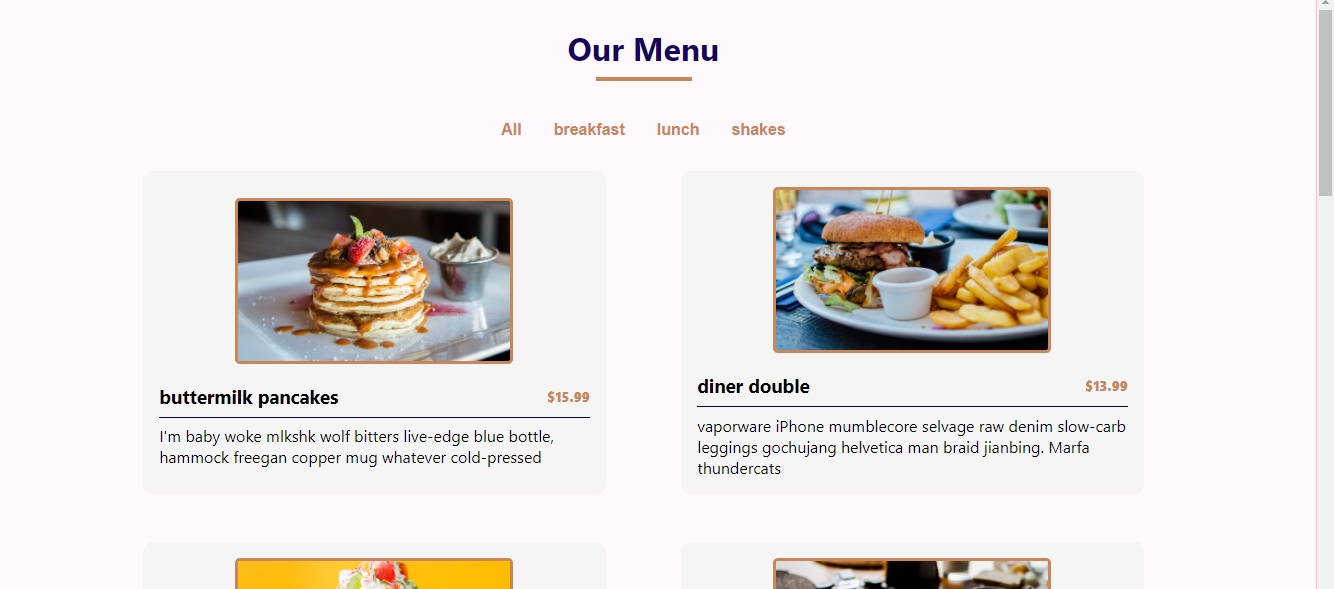 Our Menu
All breakfast lunch shakes
buttermilk pancakes $15.99
I'm baby woke mlkshk wolf bitters live-edge blue bottle,
hammock freegan copper mug whatever cold-pressed
diner double $13.99
vaporware iPhone mumblecore selvage raw denim slow-carb
leggings gochujang helvetica man braid jianbing. Marfa
thundercats